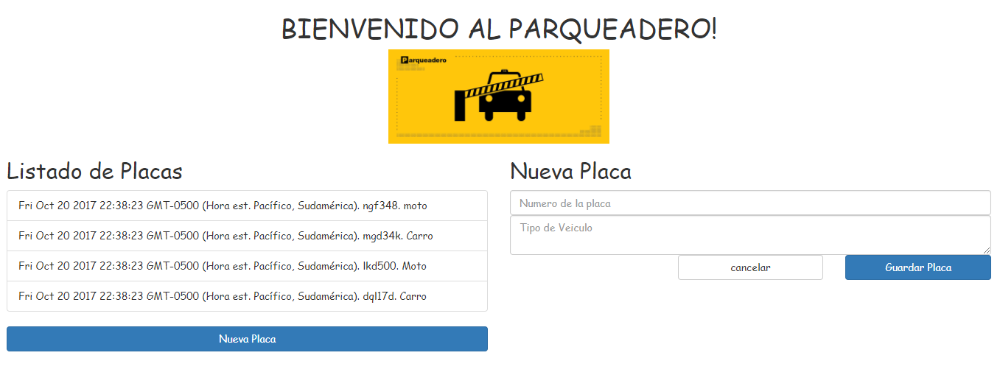 BIENVENIDO AL PARQUEADERO!
Parqueadero
Listado de Placas
Fri Oct 20 2017 22:38:23 GMT-0500 (Hora est. Pacífico, Sudamérica). ngf348. moto
Fri Oct 20 2017 22:38:23 GMT-0500 (Hora est. Pacífico, Sudamérica). mgd34k. Carro
Fri Oct 20 2017 22:38:23 GMT-0500 (Hora est. Pacífico, Sudamérica). lkd500. Moto
Fri Oct 20 2017 22:38:23 GMT-0500 (Hora est. Pacífico, Sudamérica). dql17d. Carro
Nueva Placa
Nueva Placa
Numero de la placa
Tipo de Veiculo
cancelar
Guardar Placa